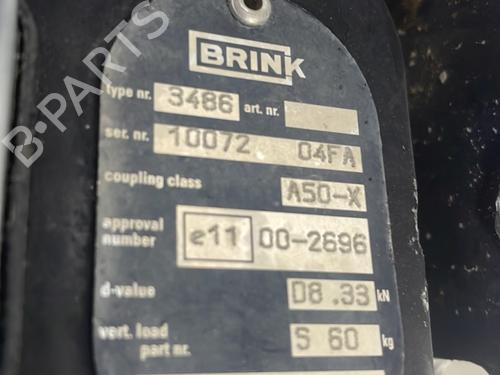 BRINK
type nr. 3486 art. nr.
ser. nr. 10072 04FA
coupling class A50-X
approval number e11 00-2696
d-value D8.33 kN
vert. load S 60 kg
part nr.